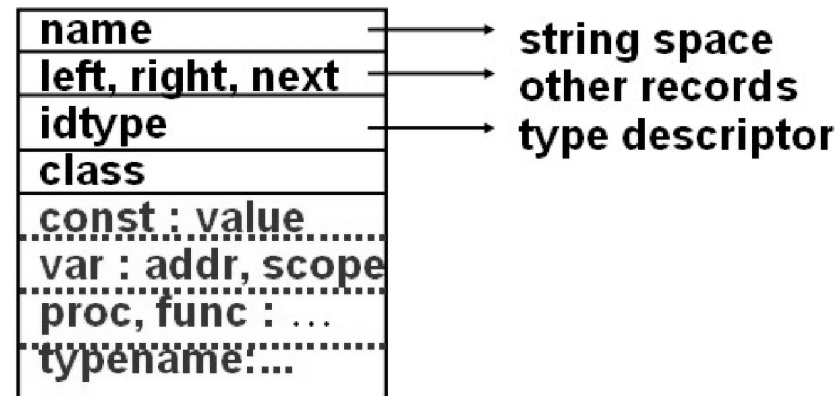 name
string space
left, right, next
other records
idtype
type descriptor
class
const : value
var : addr, scope
proc, func : ...
typename:...